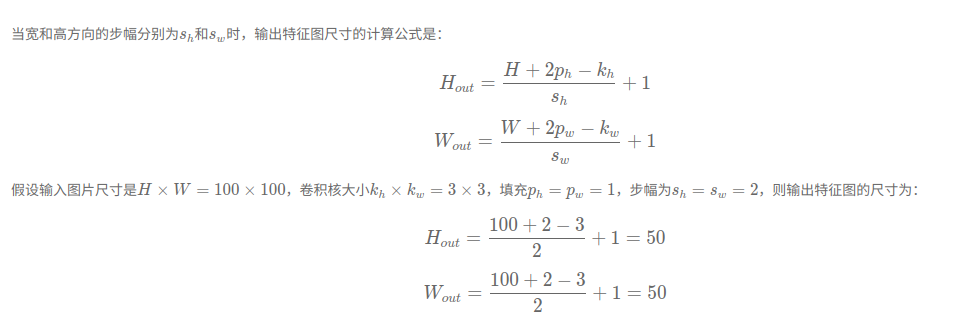 当宽和高方向的步幅分别为$s_h$和$s_w$时，输出特征图尺寸的计算公式是：
$$H_{out} = \frac{H + 2p_h - k_h}{s_h} + 1$$
$$W_{out} = \frac{W + 2p_w - k_w}{s_w} + 1$$
假设输入图片尺寸是$H \times W = 100 \times 100$，卷积核大小$k_h \times k_w = 3 \times 3$，填充$p_h = p_w = 1$，步幅为$s_h = s_w = 2$，则输出特征图的尺寸为：
$$H_{out} = \frac{100 + 2 - 3}{2} + 1 = 50$$
$$W_{out} = \frac{100 + 2 - 3}{2} + 1 = 50$$